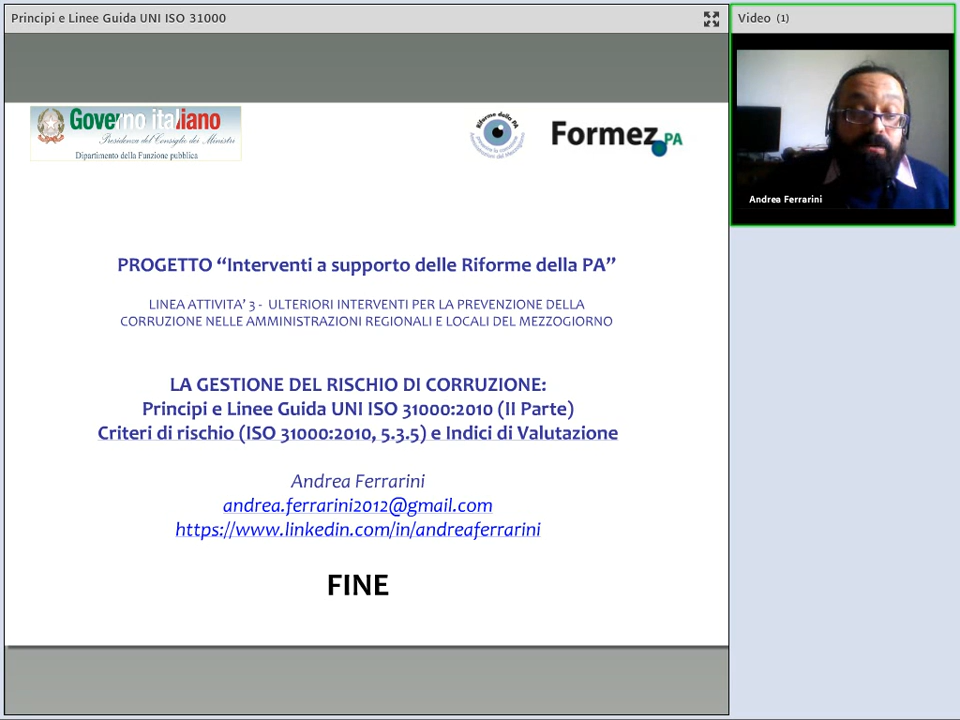 Principi e Linee Guida UNI ISO 31000
Video (1)
Andrea Ferrarini
Governo italiano
Presidenza del Consiglio dei Ministri
Dipartimento della Funzione pubblica
Riforme della PA
Formez PA
PROGETTO “Interventi a supporto delle Riforme della PA”
LINEA ATTIVITA’ 3 - ULTERIORI INTERVENTI PER LA PREVENZIONE DELLA
CORRUZIONE NELLE AMMINISTRAZIONI REGIONALI E LOCALI DEL MEZZOGIORNO
LA GESTIONE DEL RISCHIO DI CORRUZIONE:
Principi e Linee Guida UNI ISO 31000:2010 (II Parte)
Criteri di rischio (ISO 31000:2010, 5.3.5) e Indici di Valutazione
Andrea Ferrarini
andrea.ferrarini2012@gmail.com
https://www.linkedin.com/in/andreaferrarini
FINE